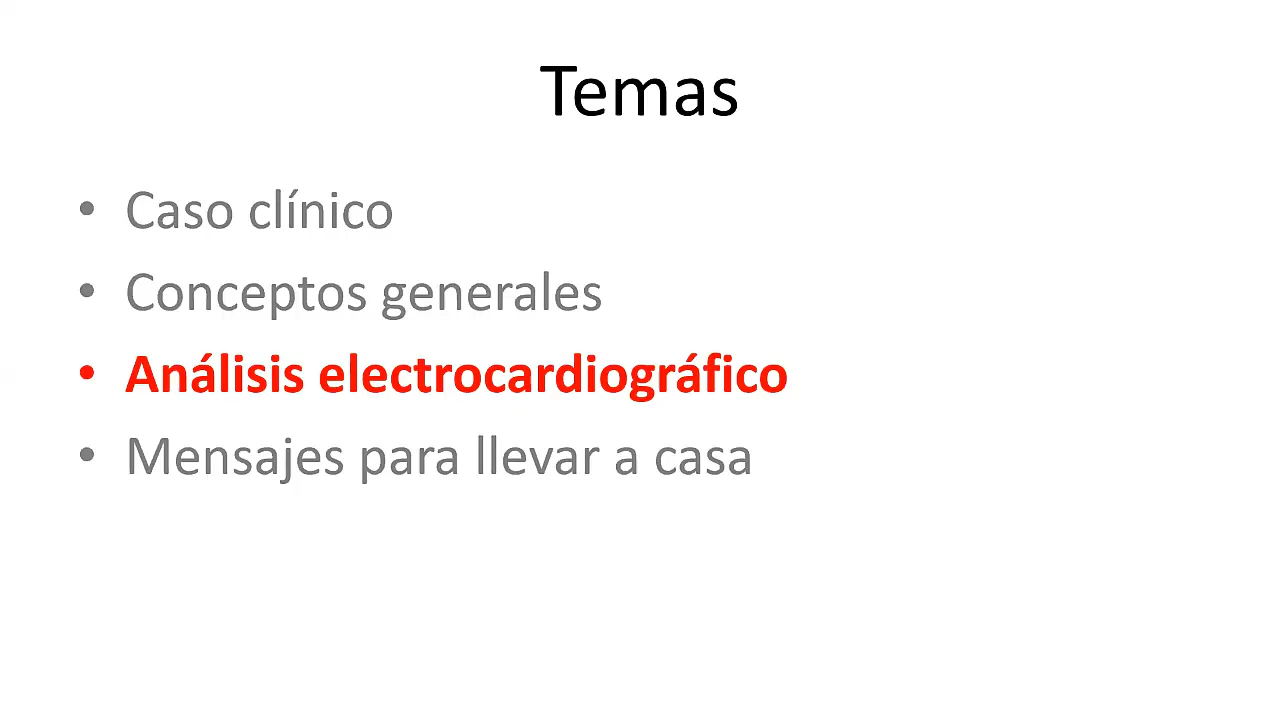 Temas
• Caso clínico
• Conceptos generales
• Análisis electrocardiográfico
• Mensajes para llevar a casa